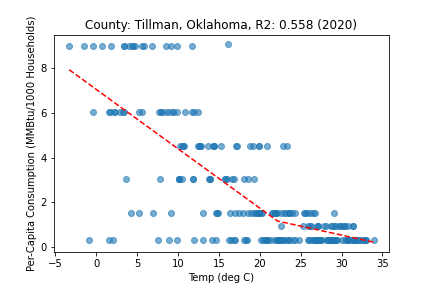 County: Tillman, Oklahoma, R2: 0.558 (2020)
Per-Capita Consumption (MMBtu/1000 Households)
8
6
4
2
0
−5 0 5 10 15 20 25 30 35
Temp (deg C)